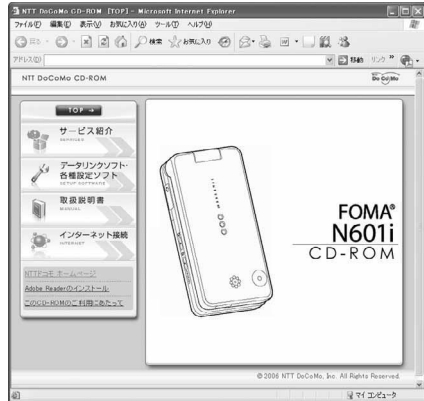 NTT DoCoMo CD-ROM [TOP] - Microsoft Internet Explorer
ファイル(F) 編集(E) 表示(V) お気に入り(A) ツール(T) ヘルプ(H)
戻る 検索 お気に入り
アドレス(D) 移動 リンク »
NTT DoCoMo CD-ROM
DoCoMo
TOP
サービス紹介
SERVICES
データリンクソフト・
各種設定ソフト
SETUP SOFTWARE
取扱説明書
MANUAL
インターネット接続
INTERNET
NTTドコモ ホームページ
Adobe Readerのインストール
このCD-ROMのご利用にあたって
FOMA®
N601i
CD-ROM
© 2006 NTT DoCoMo, Inc. All Rights Reserved.
マイ コンピュータ